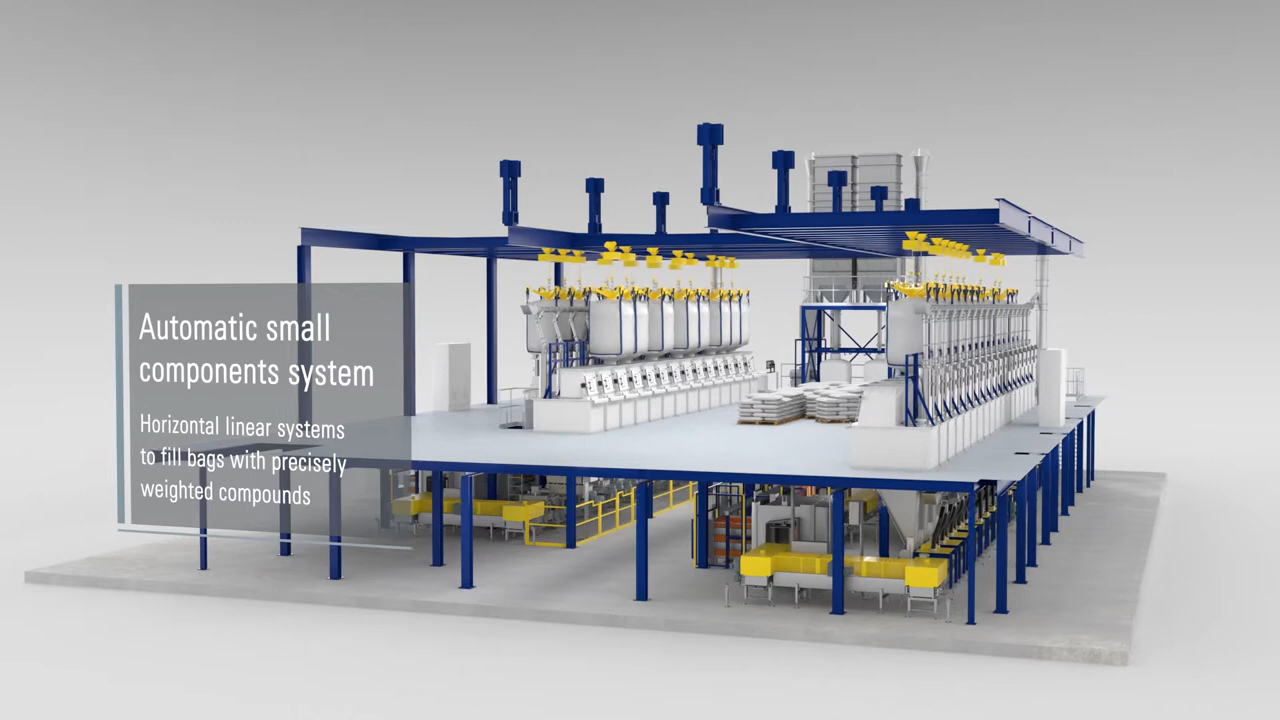 Automatic small
components system
Horizontal linear systems
to fill bags with precisely
weighted compounds